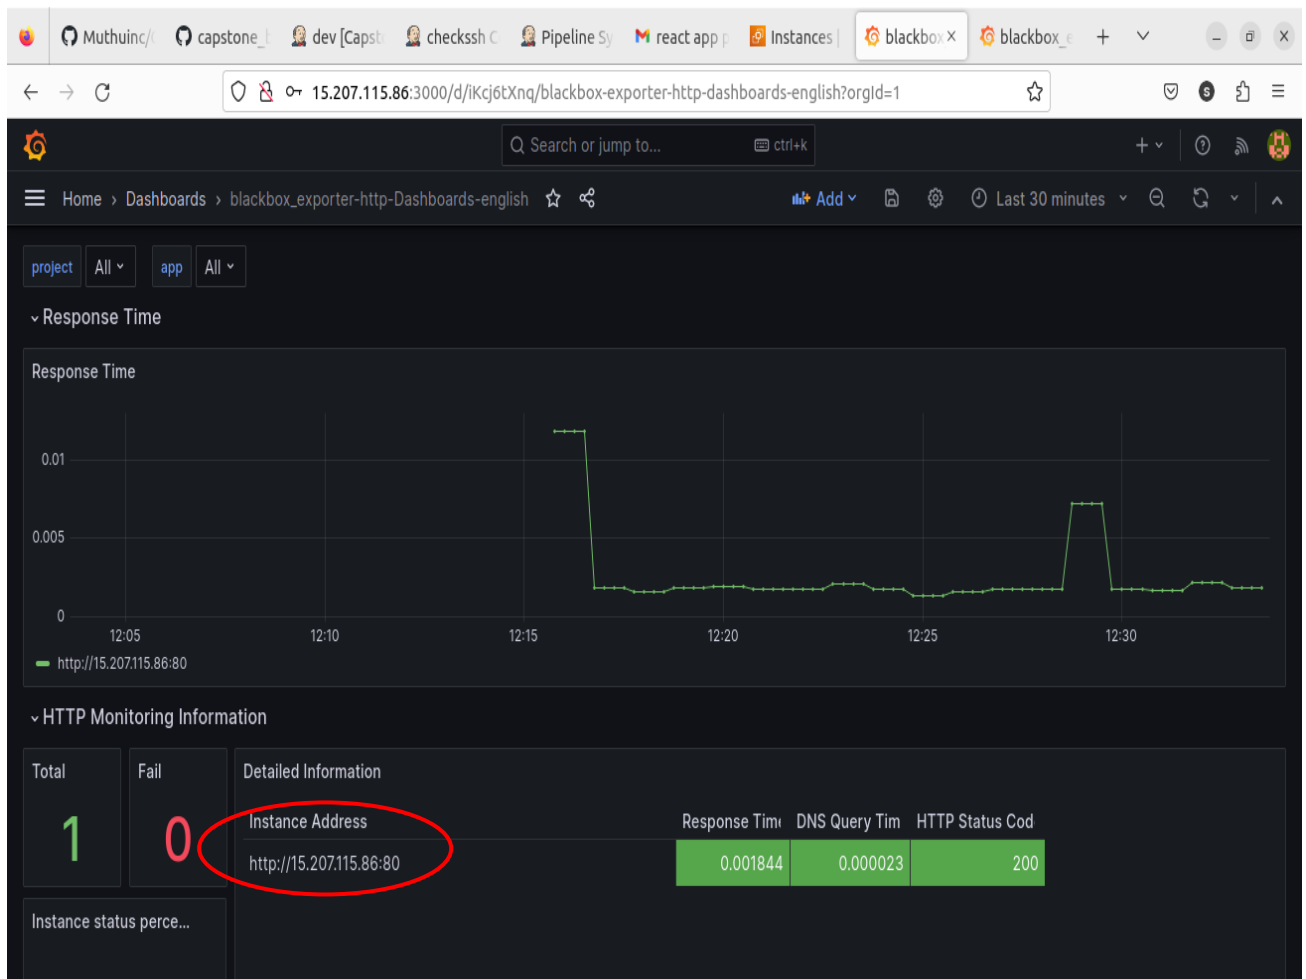 Muthuinc/
capstone_
dev [Capst
checkssh C
Pipeline Sy
react app p
Instances |
blackbox
blackbox_e
15.207.115.86:3000/d/iKcj6tXnq/blackbox-exporter-http-dashboards-english?orgId=1
S
Search or jump to...
ctrl+k
Home › Dashboards › blackbox_exporter-http-Dashboards-english
Add
Last 30 minutes
project All app All
Response Time
Response Time
0.01
0.005
0
12:05 12:10 12:15 12:20 12:25 12:30
http://15.207.115.86:80
HTTP Monitoring Information
Total
1
Fail
0
Detailed Information
Instance Address Response Time DNS Query Tim HTTP Status Cod
http://15.207.115.86:80 0.001844 0.000023 200
Instance status perce...